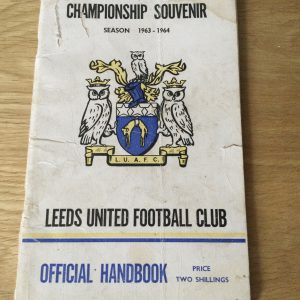 CHAMPIONSHIP SOUVENIR
SEASON 1963-1964
L.U.A.F.C.
LEEDS UNITED FOOTBALL CLUB
OFFICIAL HANDBOOK
PRICE
TWO SHILLINGS